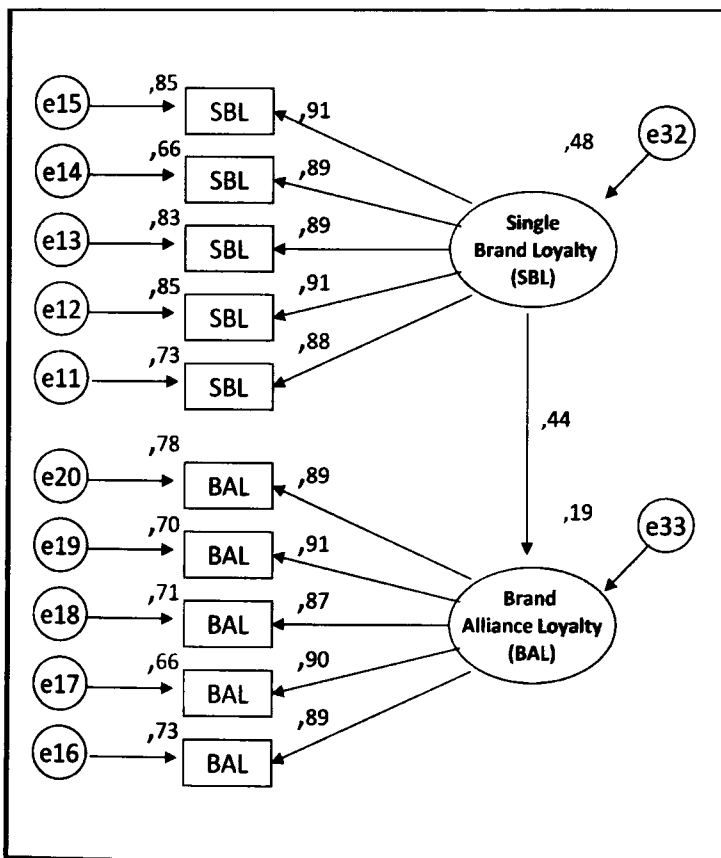 ,85
e15
SBL
,91
,48
e32
,66
e14
SBL
,89
,83
e13
SBL
,89
Single
Brand Loyalty
(SBL)
,85
e12
SBL
,91
,73
e11
SBL
,88
,44
,78
e20
BAL
,89
,19
e33
,70
e19
BAL
,91
,71
e18
BAL
,87
Brand
Alliance Loyalty
(BAL)
,66
e17
BAL
,90
,73
e16
BAL
,89